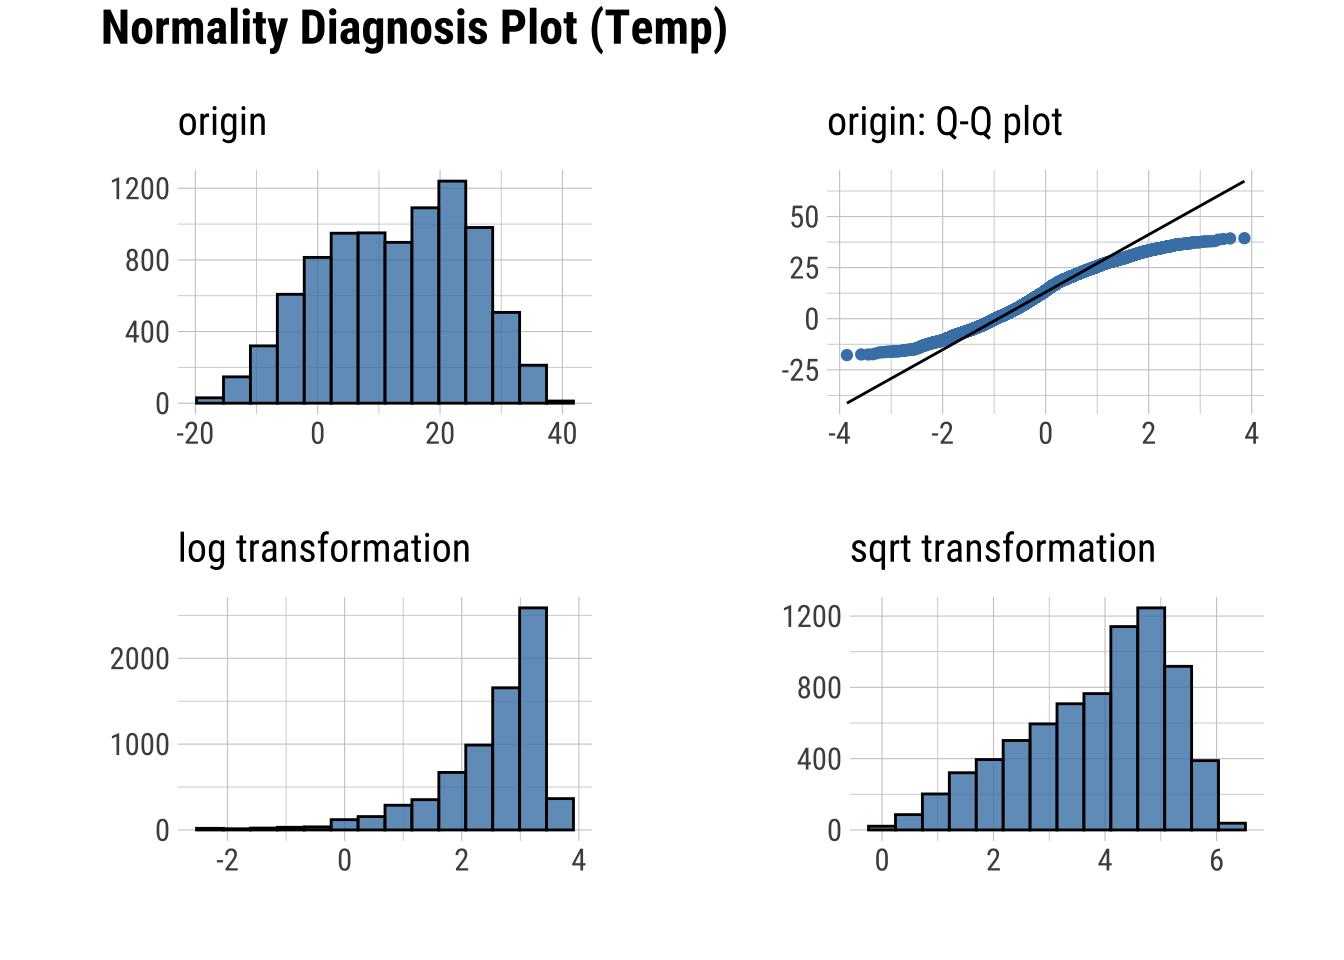 Normality Diagnosis Plot (Temp)
origin
1200
800
400
0
-20 0 20 40
origin: Q-Q plot
50
25
0
-25
-4 -2 0 2 4
log transformation
2000
1000
0
-2 0 2 4
sqrt transformation
1200
800
400
0
0 2 4 6